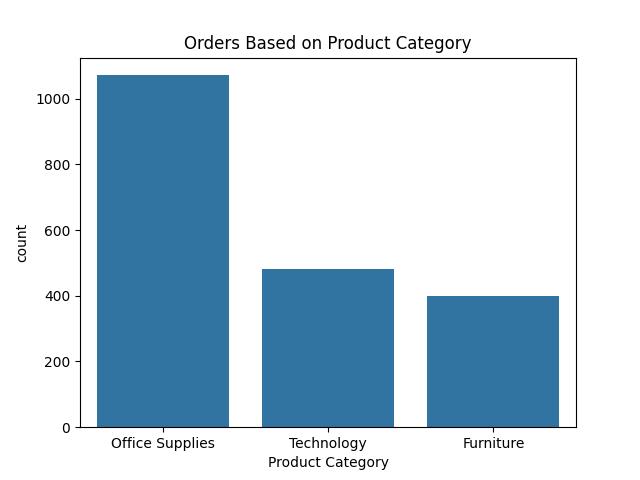 Orders Based on Product Category
1000
800
600
400
200
0
count
Office Supplies
Technology
Furniture
Product Category